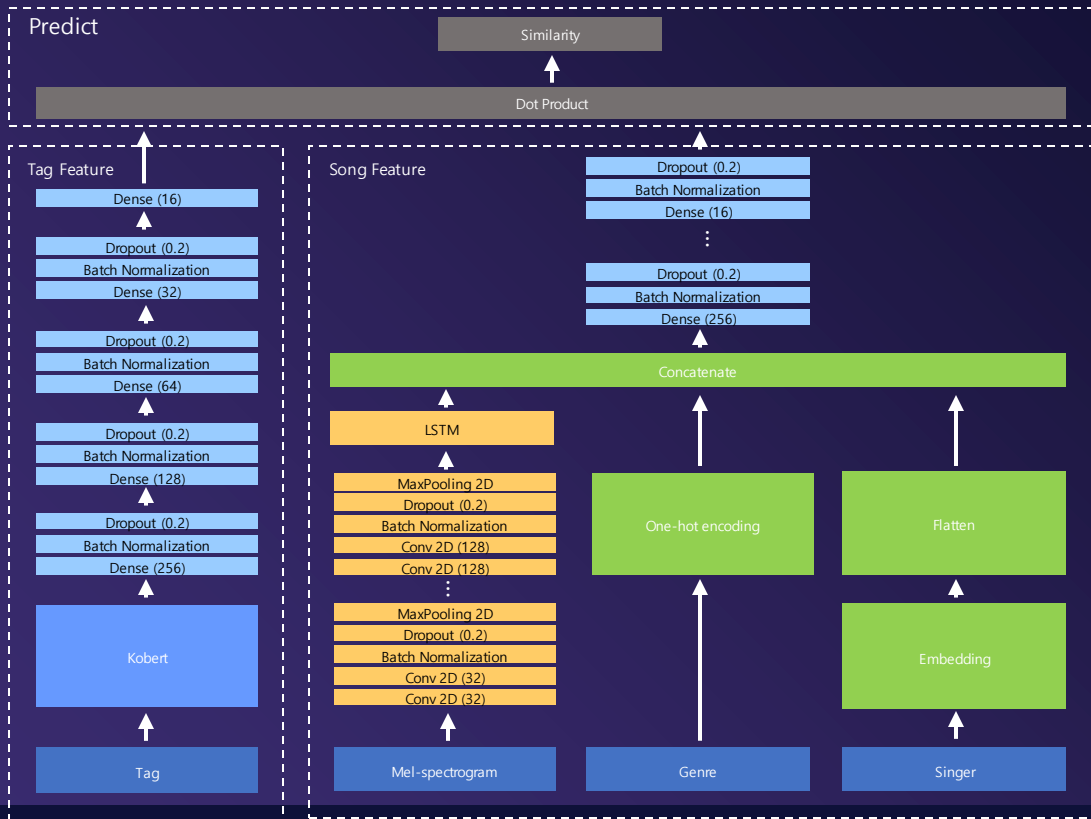 Predict
Similarity
Dot Product
Tag Feature
Dense (16)
Dropout (0.2)
Batch Normalization
Dense (32)
Dropout (0.2)
Batch Normalization
Dense (64)
Dropout (0.2)
Batch Normalization
Dense (128)
Dropout (0.2)
Batch Normalization
Dense (256)
Kobert
Tag
Song Feature
Dropout (0.2)
Batch Normalization
Dense (16)
⋮
Dropout (0.2)
Batch Normalization
Dense (256)
Concatenate
LSTM
MaxPooling 2D
Dropout (0.2)
Batch Normalization
Conv 2D (128)
Conv 2D (128)
⋮
MaxPooling 2D
Dropout (0.2)
Batch Normalization
Conv 2D (32)
Conv 2D (32)
Mel-spectrogram
One-hot encoding
Genre
Flatten
Embedding
Singer